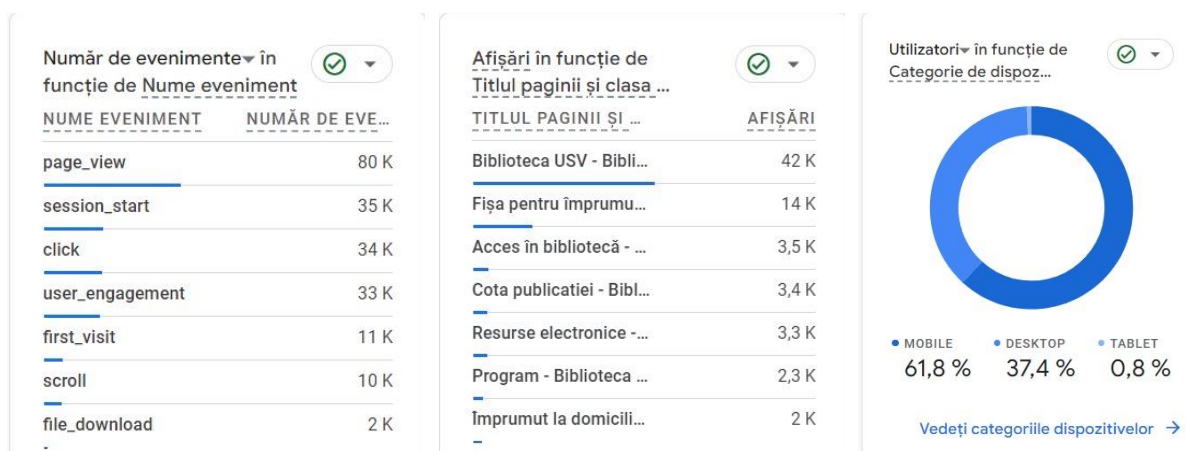 Număr de evenimente în
funcție de Nume eveniment
NUME EVENIMENT NUMĂR DE EVE...
page_view 80 K
session_start 35 K
click 34 K
user_engagement 33 K
first_visit 11 K
scroll 10 K
file_download 2 K
Afișări în funcție de
Titlul paginii și clasa ...
TITLUL PAGINII ȘI ... AFIȘĂRI
Biblioteca USV - Bibli... 42 K
Fișa pentru împrumu... 14 K
Acces în bibliotecă - ... 3,5 K
Cota publicatiei - Bibl... 3,4 K
Resurse electronice -... 3,3 K
Program - Biblioteca ... 2,3 K
Împrumut la domicili... 2 K
Utilizatori în funcție de
Categorie de dispoz...
MOBILE DESKTOP TABLET
61,8 % 37,4 % 0,8 %
Vedeți categoriile dispozitivelor →